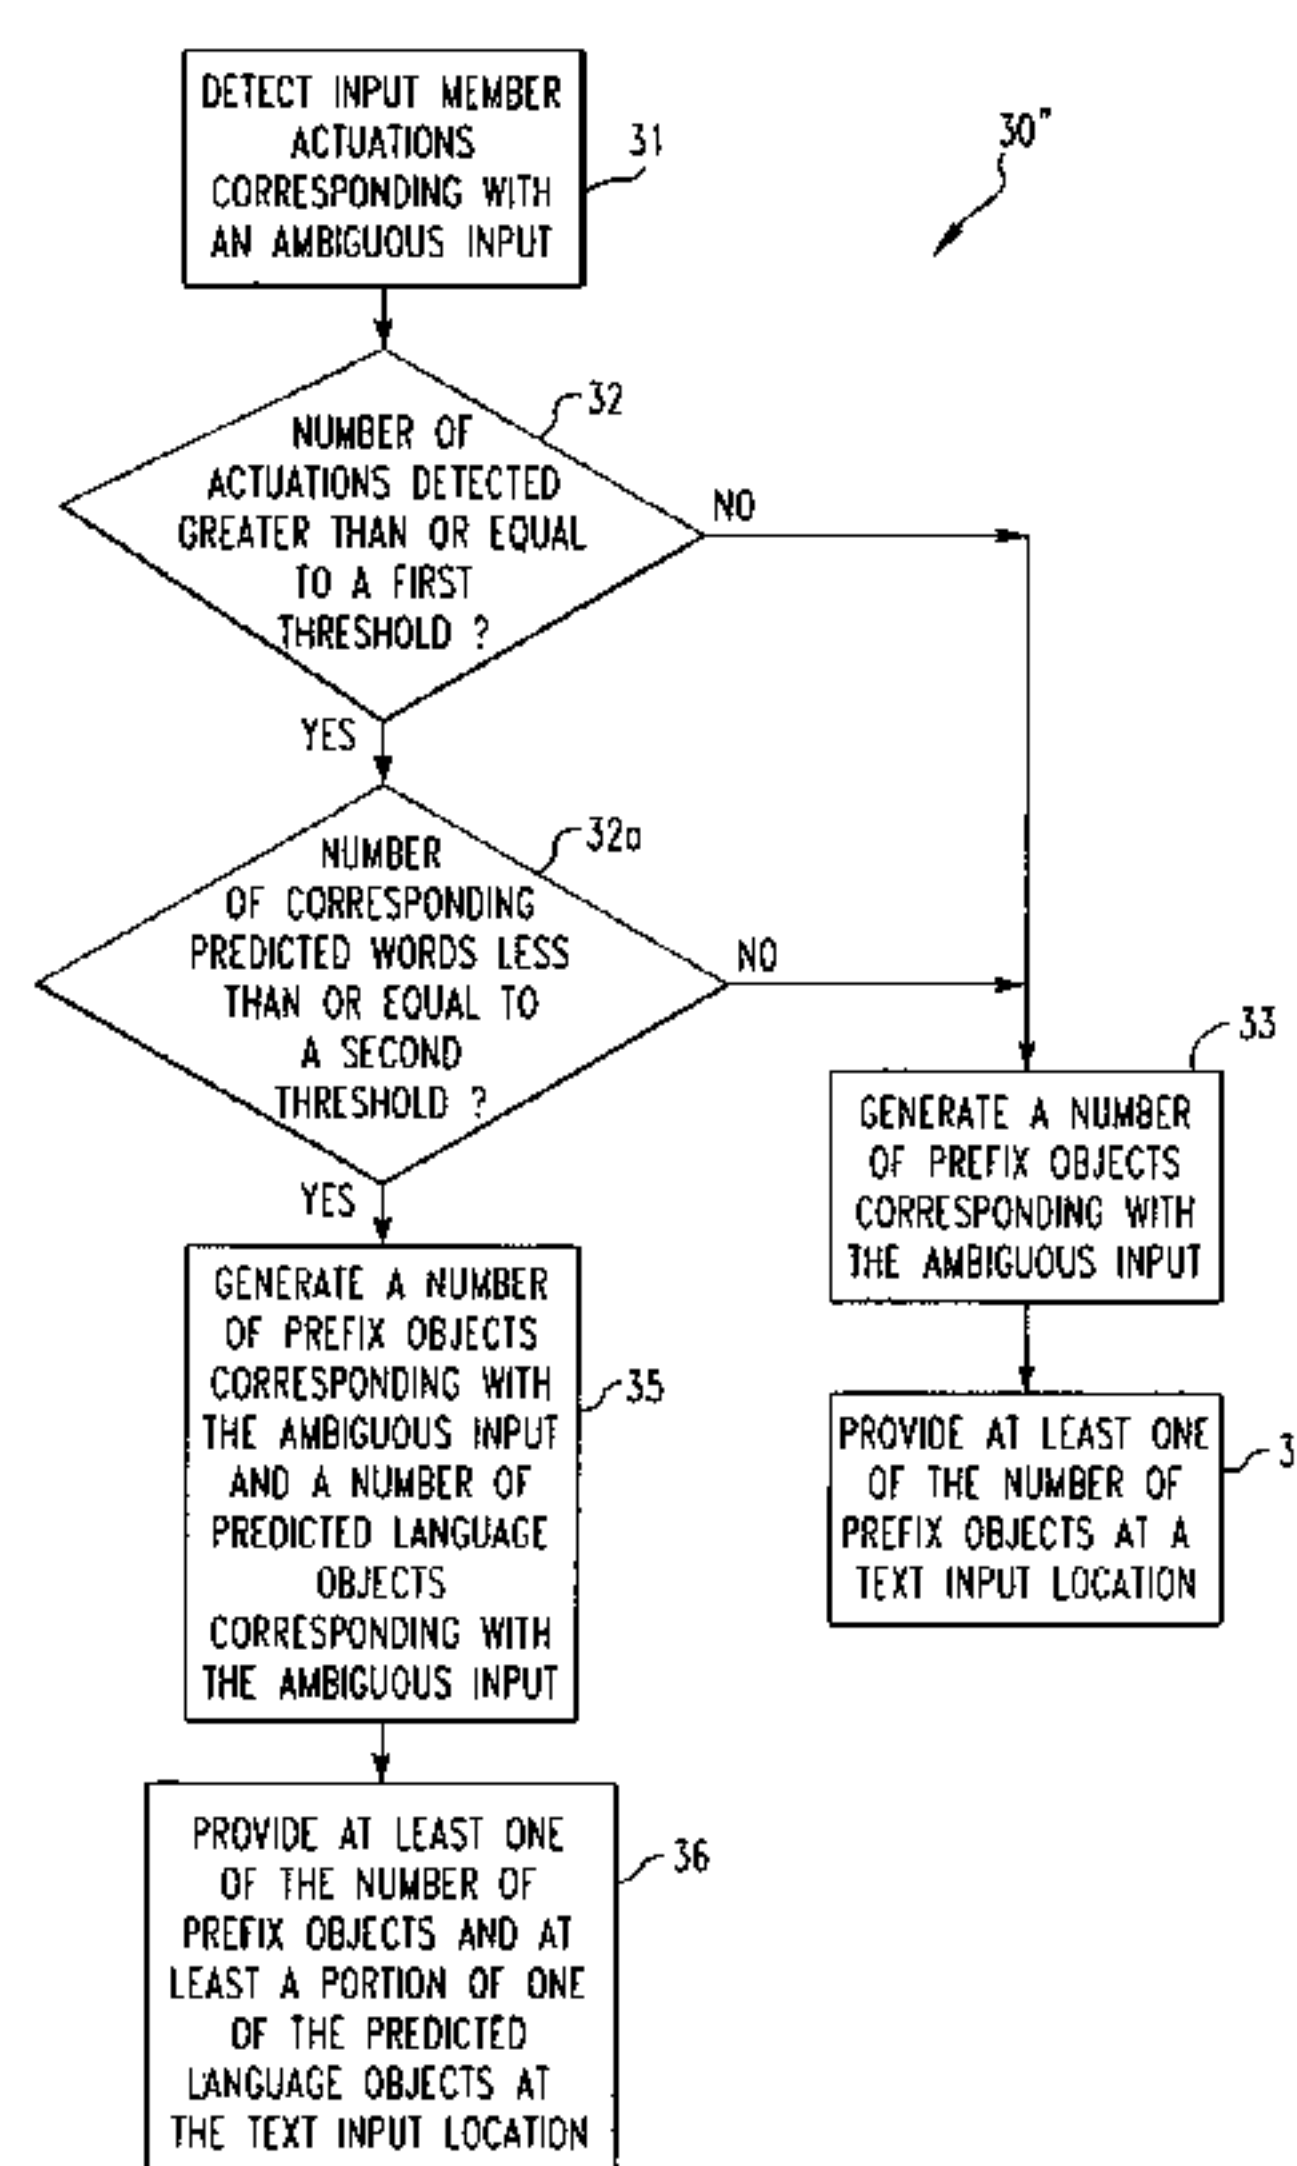 DETECT INPUT MEMBER
ACTUATIONS
CORRESPONDING WITH
AN AMBIGUOUS INPUT
31
30"
32
NUMBER OF
ACTUATIONS DETECTED
GREATER THAN OR EQUAL
TO A FIRST
THRESHOLD ?
NO
YES
32a
NUMBER
OF CORRESPONDING
PREDICTED WORDS LESS
THAN OR EQUAL TO
A SECOND
THRESHOLD ?
NO
YES
33
GENERATE A NUMBER
OF PREFIX OBJECTS
CORRESPONDING WITH
THE AMBIGUOUS INPUT
GENERATE A NUMBER
OF PREFIX OBJECTS
CORRESPONDING WITH
THE AMBIGUOUS INPUT
AND A NUMBER OF
PREDICTED LANGUAGE
OBJECTS
CORRESPONDING WITH
THE AMBIGUOUS INPUT
35
PROVIDE AT LEAST ONE
OF THE NUMBER OF
PREFIX OBJECTS AT A
TEXT INPUT LOCATION
3
PROVIDE AT LEAST ONE
OF THE NUMBER OF
PREFIX OBJECTS AND AT
LEAST A PORTION OF ONE
OF THE PREDICTED
LANGUAGE OBJECTS AT
THE TEXT INPUT LOCATION
36